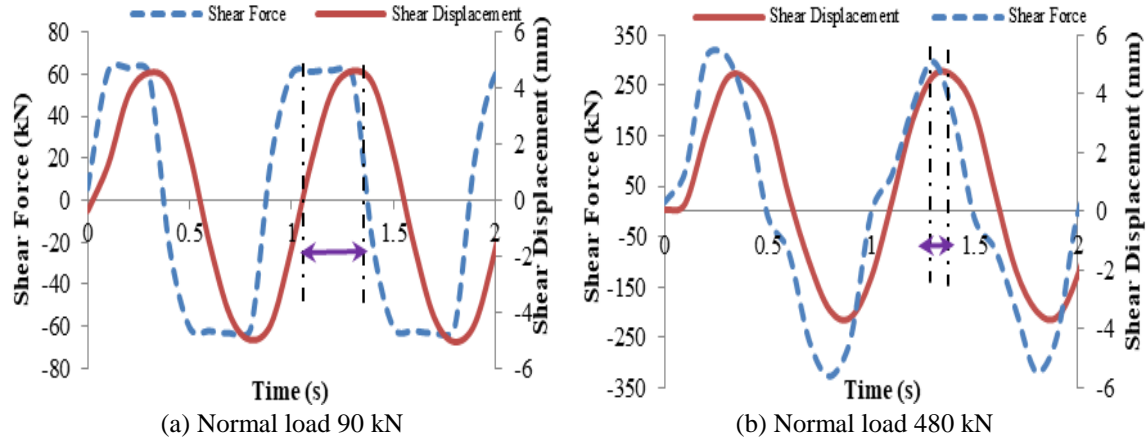 Shear Force Shear Displacement
80
60
40
20
0
-20
-40
-60
-80
Shear Force (kN)
0 0.5 1 1.5 2
Time (s)
6
4
2
0
-2
-4
-6
Shear Displacement (mm)
(a) Normal load 90 kN
Shear Displacement Shear Force
350
250
150
50
-50
-150
-250
-350
Shear Force (kN)
0 0.5 1 1.5 2
Time (s)
6
4
2
0
-2
-4
-6
Shear Displacement (mm)
(b) Normal load 480 kN